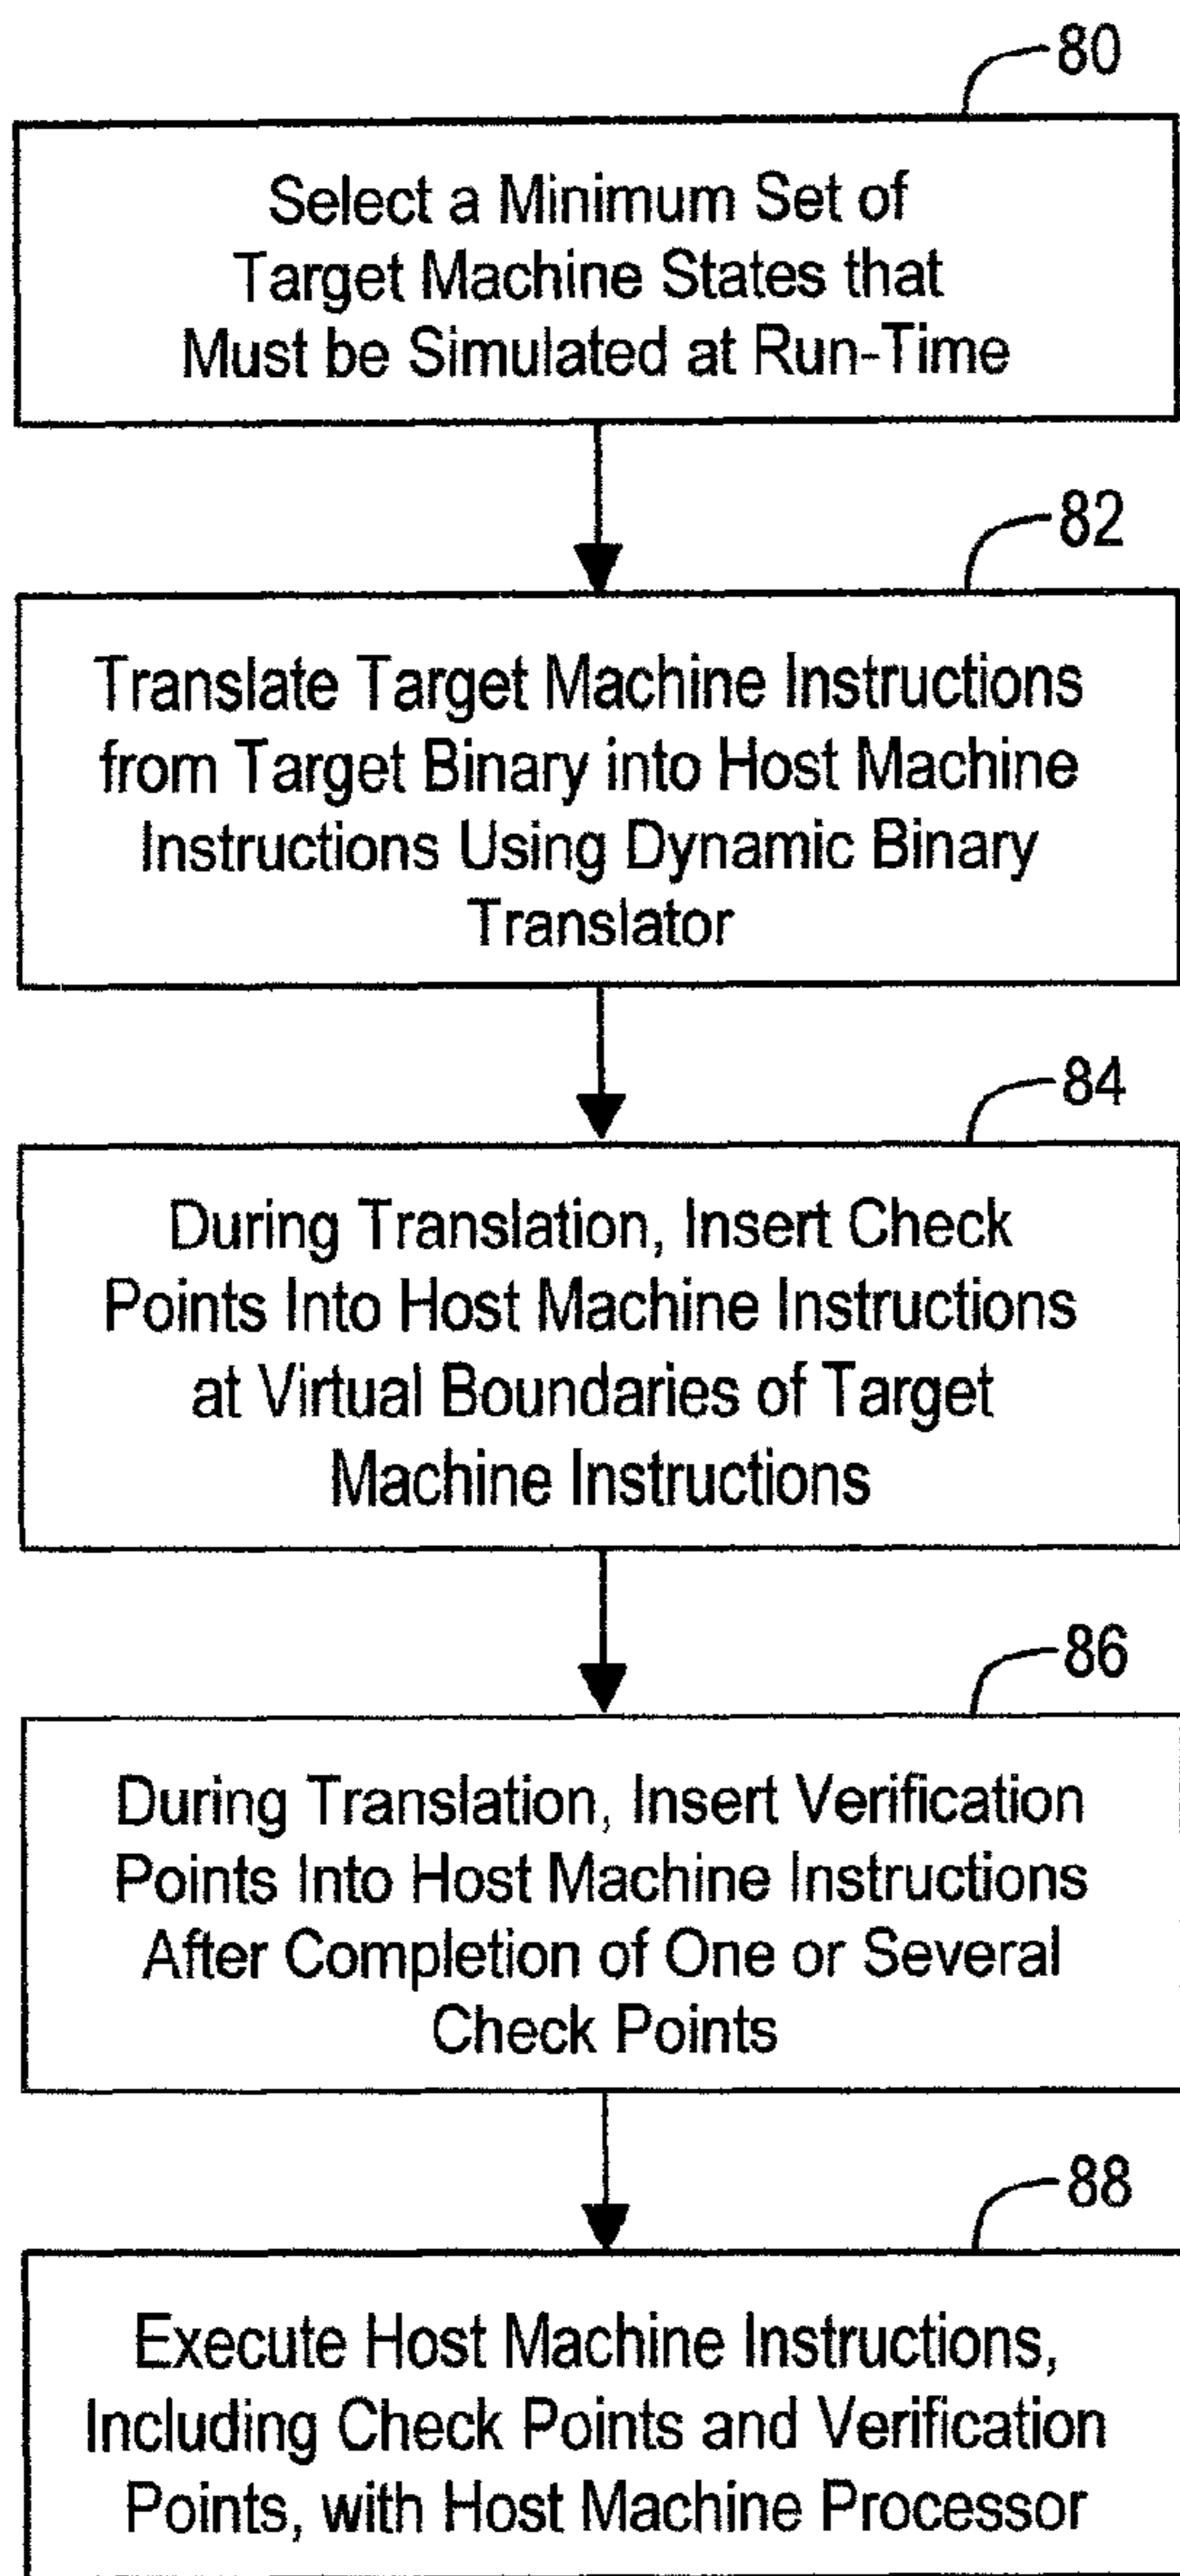 80
Select a Minimum Set of
Target Machine States that
Must be Simulated at Run-Time
82
Translate Target Machine Instructions
from Target Binary into Host Machine
Instructions Using Dynamic Binary
Translator
84
During Translation, Insert Check
Points Into Host Machine Instructions
at Virtual Boundaries of Target
Machine Instructions
86
During Translation, Insert Verification
Points Into Host Machine Instructions
After Completion of One or Several
Check Points
88
Execute Host Machine Instructions,
Including Check Points and Verification
Points, with Host Machine Processor